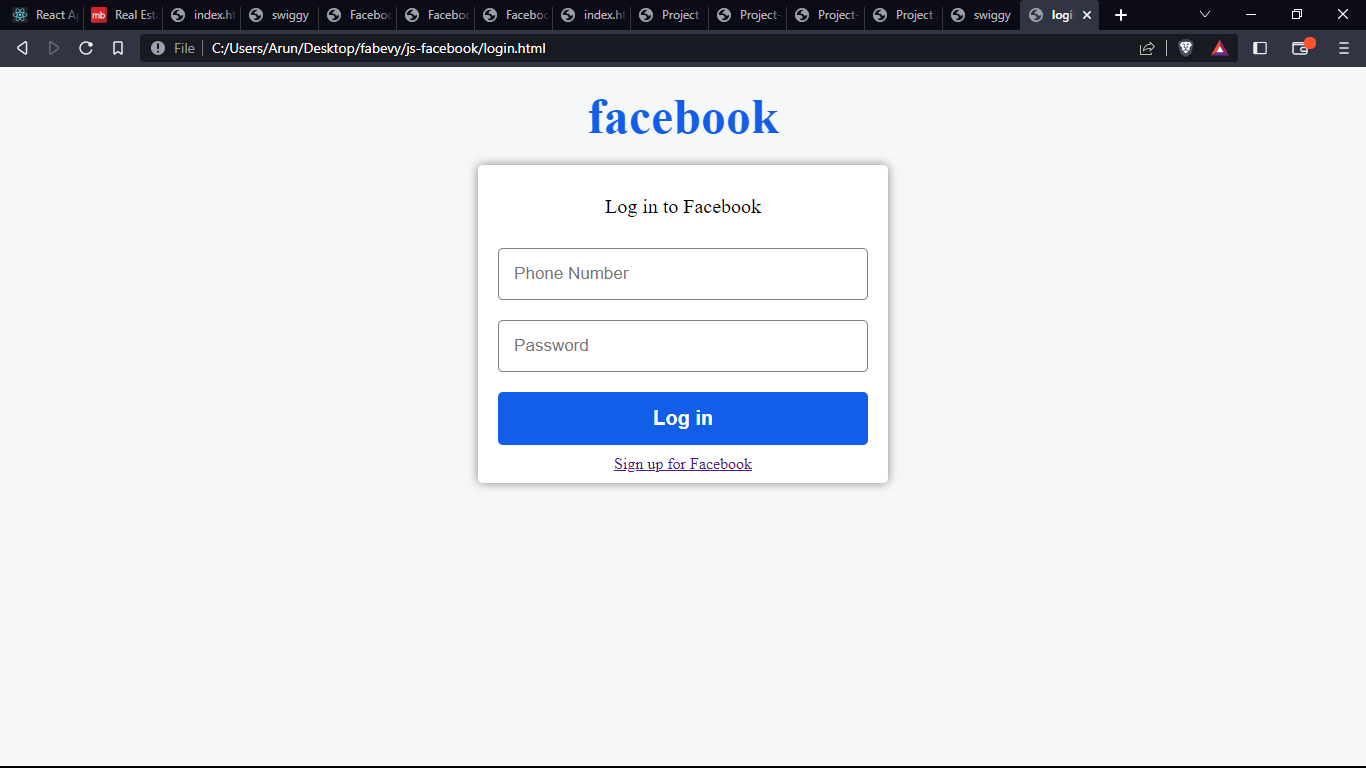 React Ap
mb Real Est
index.ht
swiggy
Faceboo
Faceboo
Faceboo
index.ht
Project
Project-
Project-
Project
swiggy
logi
File C:/Users/Arun/Desktop/fabevy/js-facebook/login.html
facebook
Log in to Facebook
Phone Number
Password
Log in
Sign up for Facebook